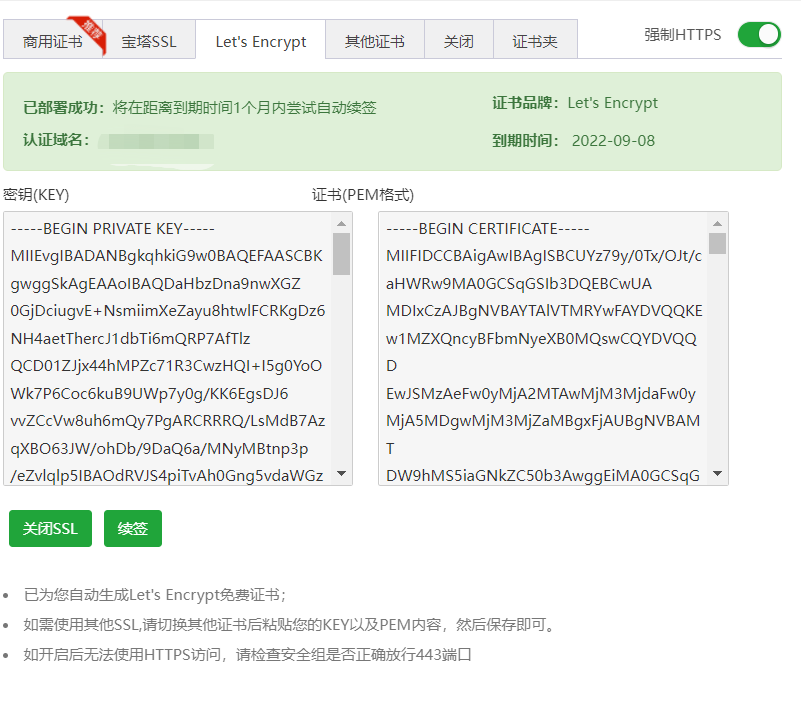 商用证书
推荐
宝塔SSL
Let's Encrypt
其他证书
关闭
证书夹
强制HTTPS
已部署成功：将在距离到期时间1个月内尝试自动续签
证书品牌：Let's Encrypt
认证域名：
到期时间： 2022-09-08
密钥(KEY)
证书(PEM格式)
-----BEGIN PRIVATE KEY-----
MIIEvgIBADANBgkqhkiG9w0BAQEFAASCBK
gwggSkAgEAAoIBAQDaHbzDna9nwXGZ
0GjDciugvE+NsmiimXeZayu8htwlFCRKgDz6
NH4aetThercJ1dbTi6mQRP7AfTlz
QCD01ZJjx44hMPZc71R3CwzHQI+I5g0YoO
Wk7P6Coc6kuB9UWp7y0g/KK6EgsDJ6
vvZCcVw8uh6mQy7PgARCRRRQ/LsMdB7Az
qXBO63JW/ohDb/9DaQ6a/MNyMBtnp3p
/eZvlqlp5IBAOdRVJS4piTvAh0Gng5vdaWGz
-----BEGIN CERTIFICATE-----
MIIFIDCCBAigAwIBAgISBCUYz79y/0Tx/OJt/c
aHWRw9MA0GCSqGSIb3DQEBCwUA
MDIxCzAJBgNVBAYTAlVTMRYwFAYDVQQKE
w1MZXQncyBFbmNyeXB0MQswCQYDVQQ
D
EwJSMzAeFw0yMjA2MTAwMjM3MjdaFw0y
MjA5MDgwMjM3MjZaMBgxFjAUBgNVBAM
T
DW9hMS5iaGNkZC50b3AwggEiMA0GCSqG
关闭SSL
续签
已为您自动生成Let's Encrypt免费证书；
如需使用其他SSL,请切换其他证书后粘贴您的KEY以及PEM内容，然后保存即可。
如开启后无法使用HTTPS访问，请检查安全组是否正确放行443端口